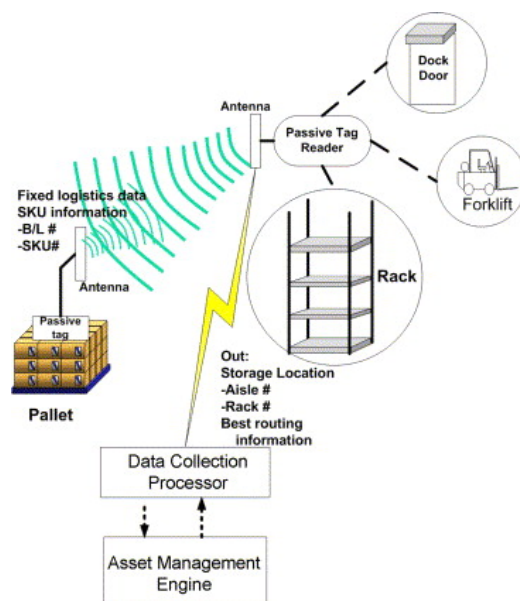 Dock
Door
Antenna
Passive Tag
Reader
Forklift
Fixed logistics data
SKU information
-B/L #
-SKU#
Antenna
Rack
Passive
tag
Pallet
Out:
Storage Location
-Aisle #
-Rack #
Best routing
information
Data Collection
Processor
Asset Management
Engine